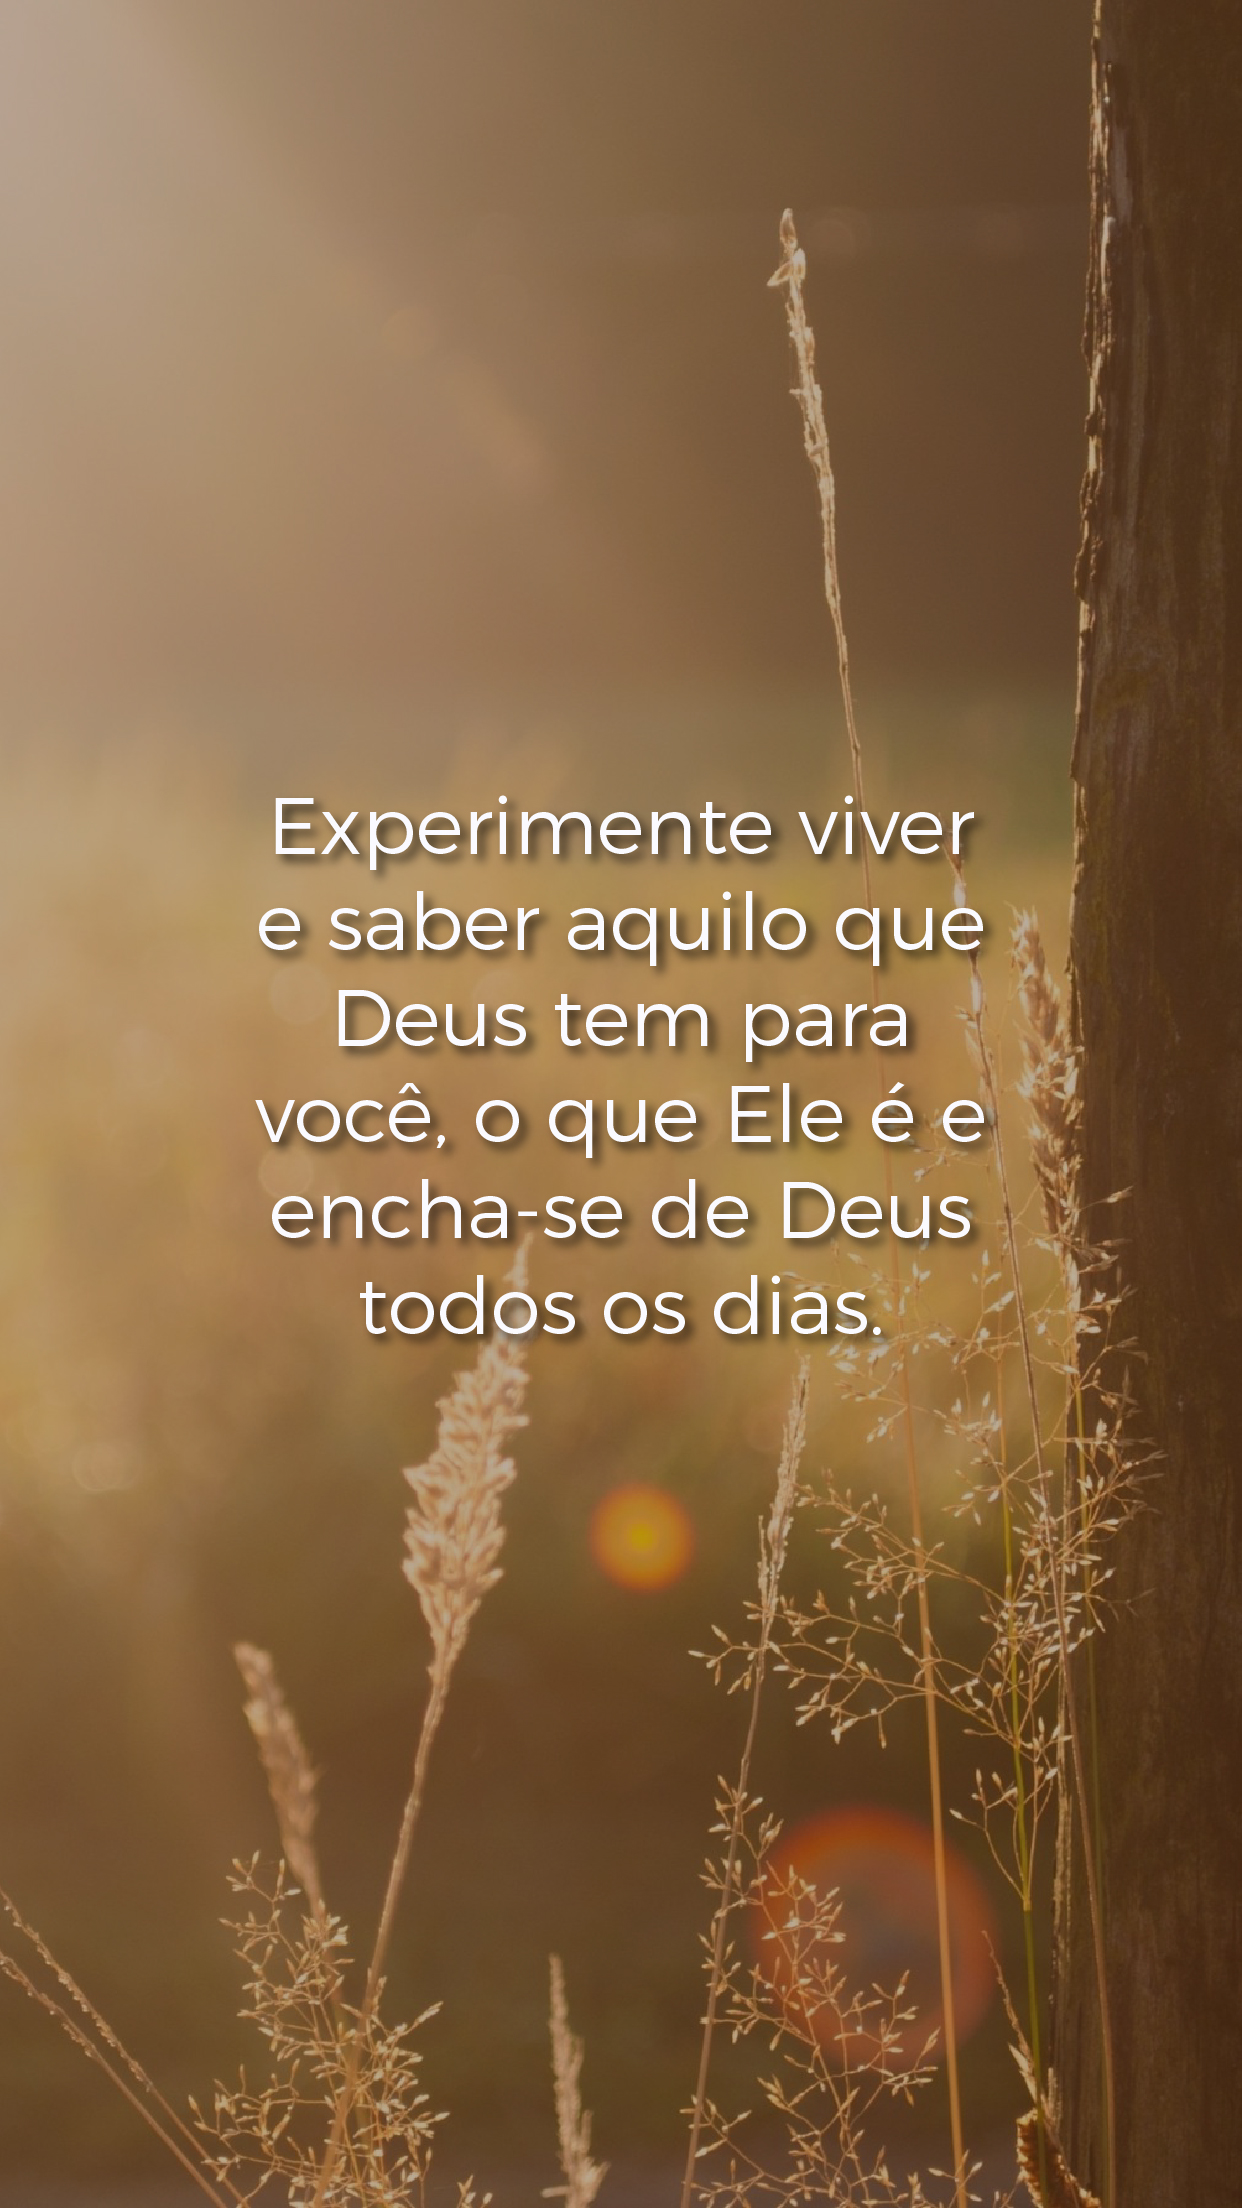 Experimente viver
e saber aquilo que
Deus tem para
você, o que Ele é e
encha-se de Deus
todos os dias.